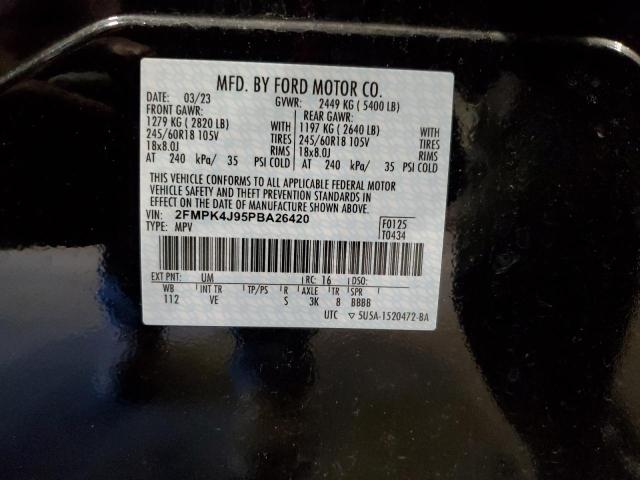 MFD. BY FORD MOTOR CO.
DATE: 03/23 GVWR: 2449 KG ( 5400 LB)
FRONT GAWR: REAR GAWR:
1279 KG ( 2820 LB) WITH 1197 KG ( 2640 LB) WITH
245/60R18 105V TIRES 245/60R18 105V TIRES
18x8.0J RIMS 18x8.0J RIMS
AT 240 kPa/ 35 PSI COLD AT 240 kPa/ 35 PSI COLD
THIS VEHICLE CONFORMS TO ALL APPLICABLE FEDERAL MOTOR
VEHICLE SAFETY AND THEFT PREVENTION STANDARDS IN
EFFECT ON THE DATE OF MANUFACTURE SHOWN ABOVE.
VIN: 2FMPK4J95PBA26420 F0125
TYPE: MPV T0434
EXT PNT: UM RC: 16 DSO:
WB INT TR TP/PS R AXLE TR SPR
112 VE S 3K 8 BBBB
UTC ▽ 5U5A-1520472-BA